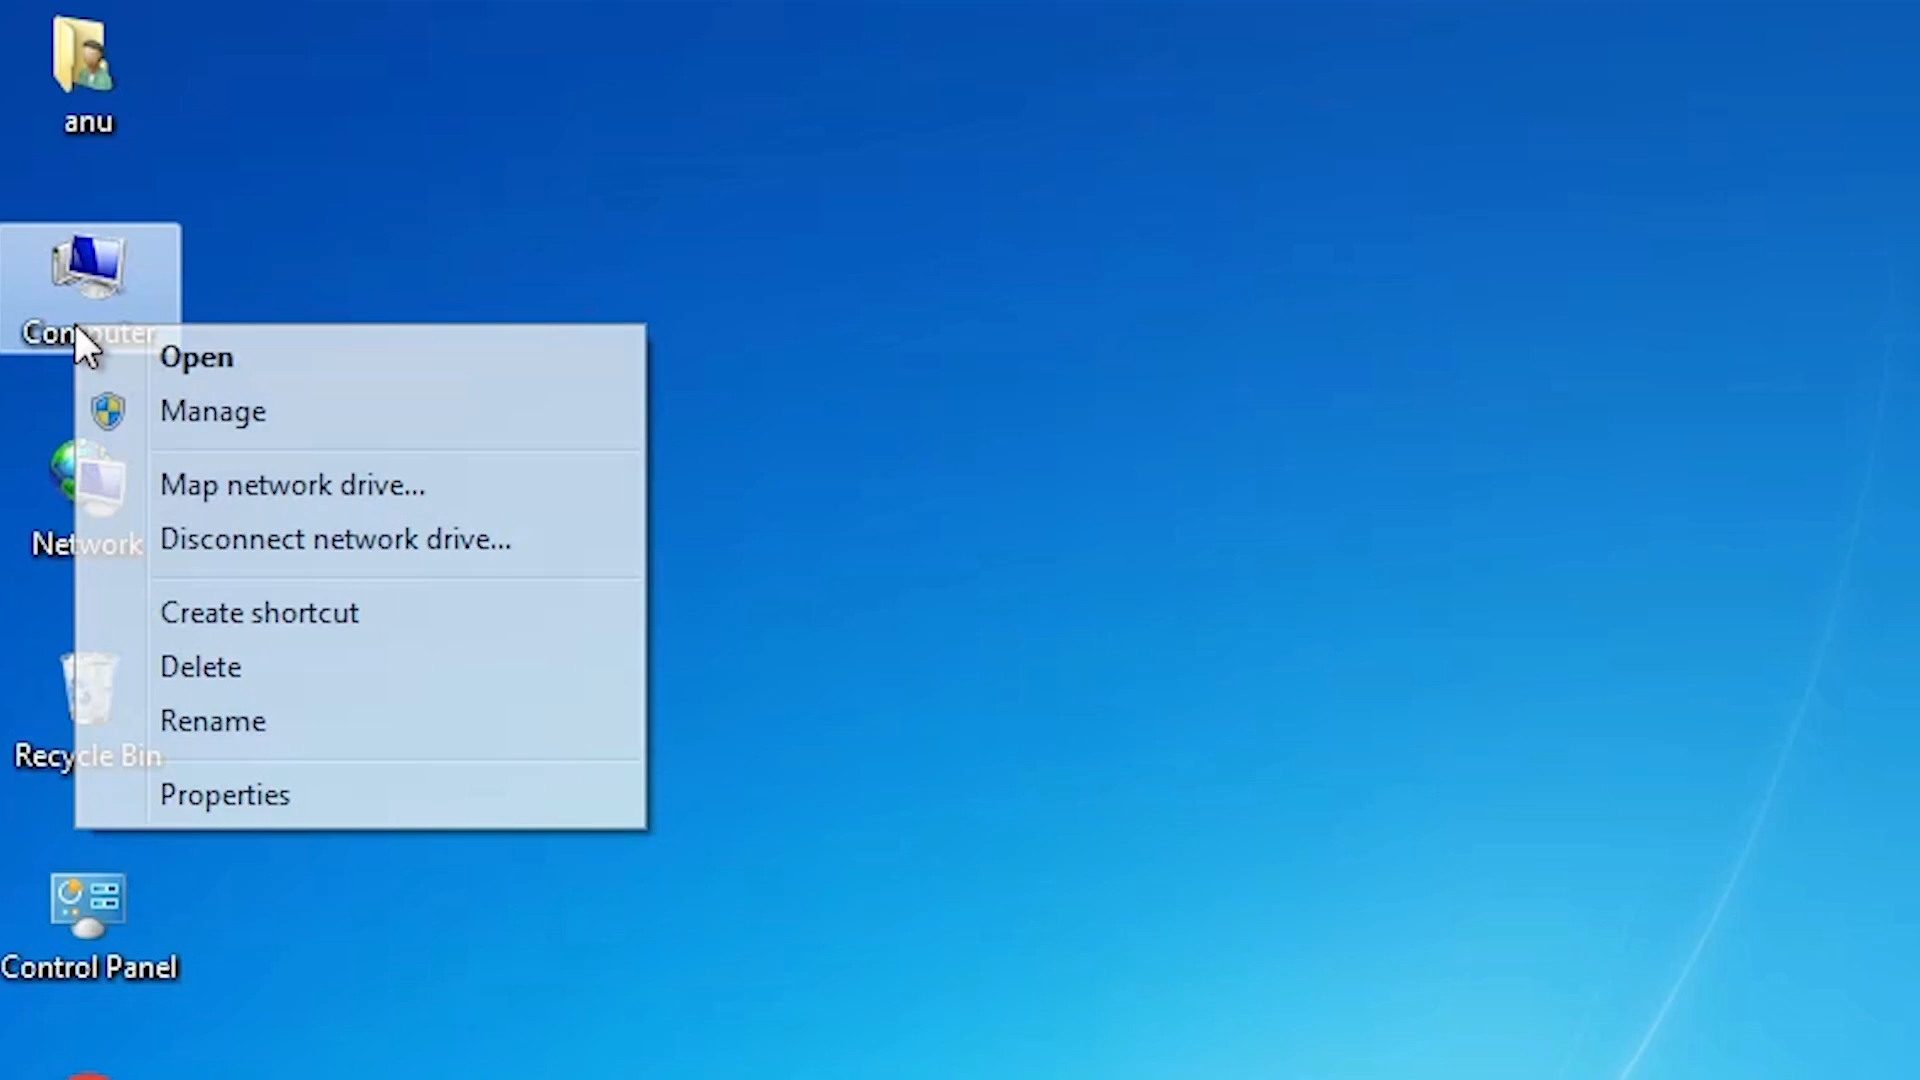 anu
Computer
Open
Manage
Map network drive...
Disconnect network drive...
Network
Create shortcut
Delete
Rename
Recycle Bin
Properties
Control Panel